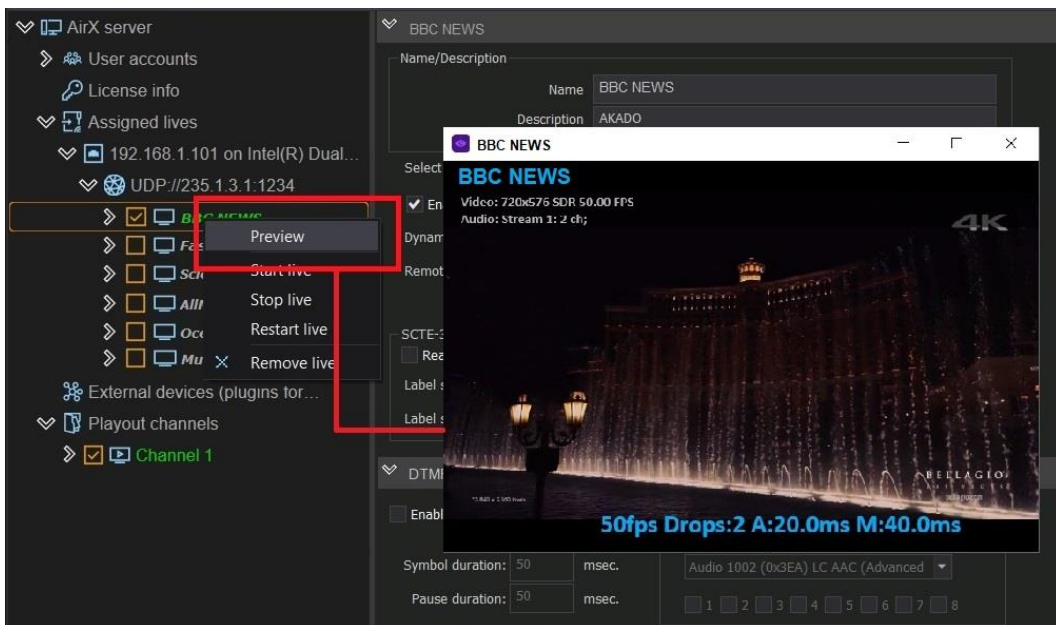 AirX server
User accounts
License info
Assigned lives
192.168.1.101 on Intel(R) Dual...
UDP://235.1.3.1:1234
BBC NEWS
Preview
Start live
Stop live
Restart live
Remove live
External devices (plugins for...
Playout channels
Channel 1
BBC NEWS
Name/Description
Name BBC NEWS
Description AKADO
Select
Dynam
Remot
SCTE-3
Rea
Label s
Label s
DTMF
Enabl
Symbol duration: 50 msec.
Pause duration: 50 msec.
Audio 1002 (0x3EA) LC AAC (Advanced
1 2 3 4 5 6 7 8
BBC NEWS
BBC NEWS
Video: 720x576 SDR 50.00 FPS
Audio: Stream 1: 2 ch;
4K
BELLAGIO
50fps Drops:2 A:20.0ms M:40.0ms